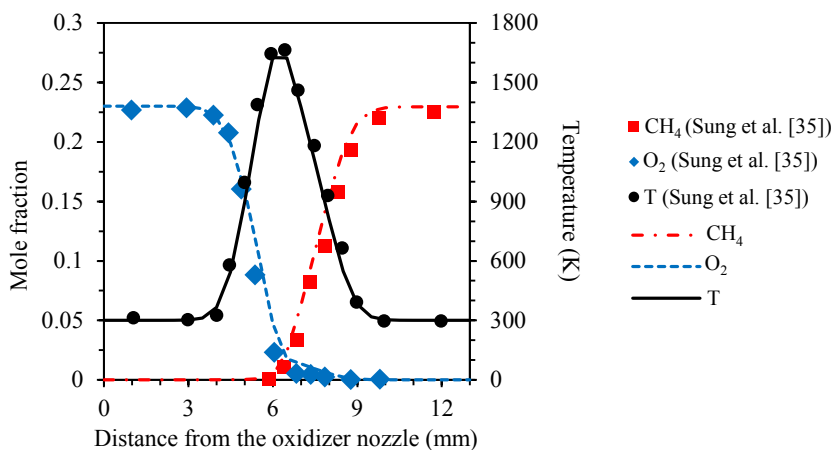 0.3
0.25
0.2
0.15
0.1
0.05
0
Mole fraction
1800
1500
1200
900
600
300
0
Temperature (K)
0 3 6 9 12
Distance from the oxidizer nozzle (mm)
CH₄ (Sung et al. [35])
O₂ (Sung et al. [35])
T (Sung et al. [35])
CH₄
O₂
T